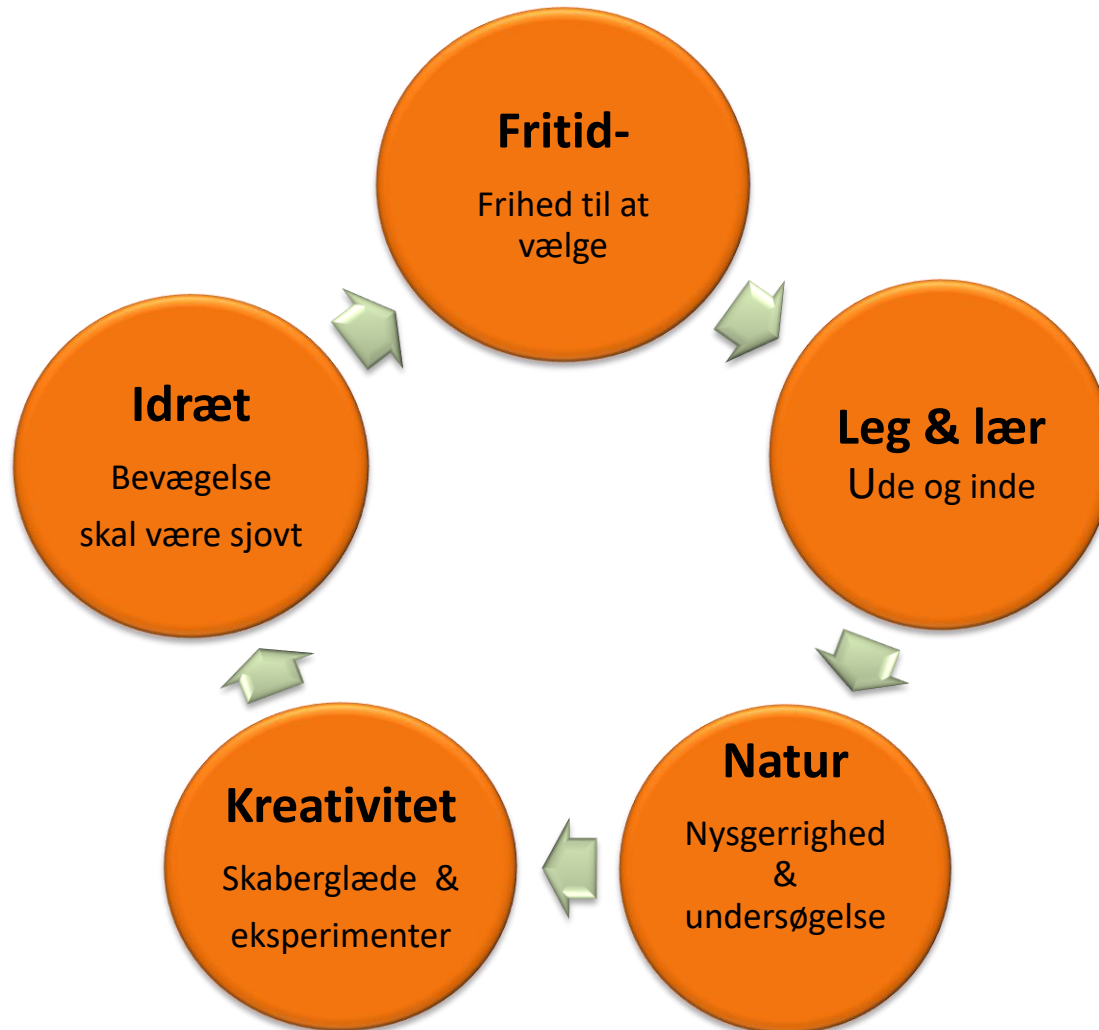 Fritid-
Frihed til at
vælge
Leg & lær
Ude og inde
Natur
Nysgerrighed
&
undersøgelse
Kreativitet
Skaberglæde  &
eksperimenter
Idræt
Bevægelse
skal være sjovt